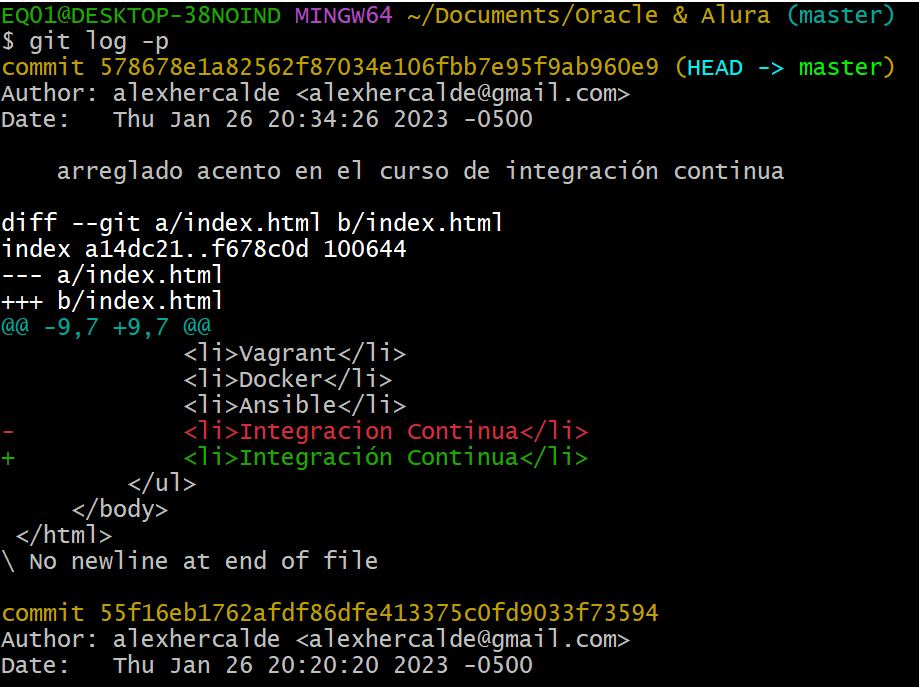 EQ01@DESKTOP-38NOIND MINGW64 ~/Documents/Oracle & Alura (master)
$ git log -p
commit 578678e1a82562f87034e106fbb7e95f9ab960e9 (HEAD -> master)
Author: alexhercalde <alexhercalde@gmail.com>
Date:   Thu Jan 26 20:34:26 2023 -0500

    arreglado acento en el curso de integración continua

diff --git a/index.html b/index.html
index a14dc21..f678c0d 100644
--- a/index.html
+++ b/index.html
@@ -9,7 +9,7 @@
             <li>Vagrant</li>
             <li>Docker</li>
             <li>Ansible</li>
-            <li>Integracion Continua</li>
+            <li>Integración Continua</li>
         </ul>
     </body>
 </html>
\ No newline at end of file

commit 55f16eb1762afdf86dfe413375c0fd9033f73594
Author: alexhercalde <alexhercalde@gmail.com>
Date:   Thu Jan 26 20:20:20 2023 -0500